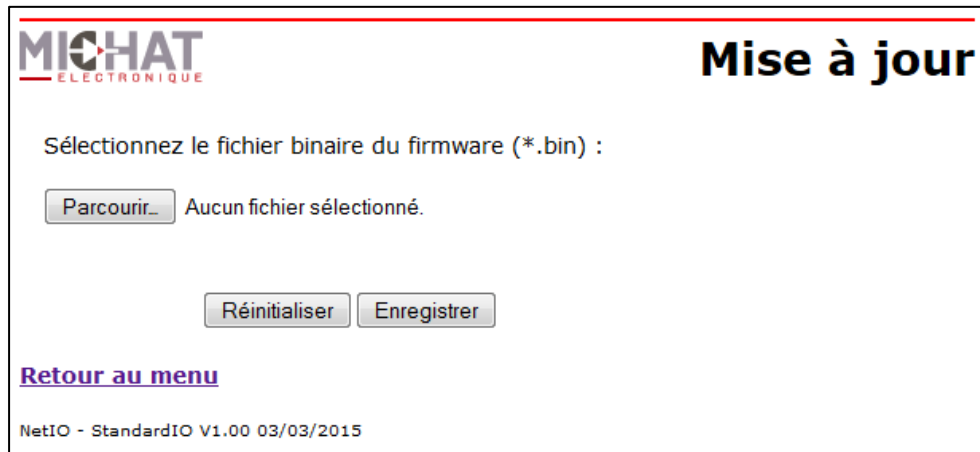 MICHAT
ELECTRONIQUE
Mise à jour
Sélectionnez le fichier binaire du firmware (*.bin) :
Parcourir_ Aucun fichier sélectionné.
Réinitialiser Enregistrer
Retour au menu
NetIO - StandardIO V1.00 03/03/2015